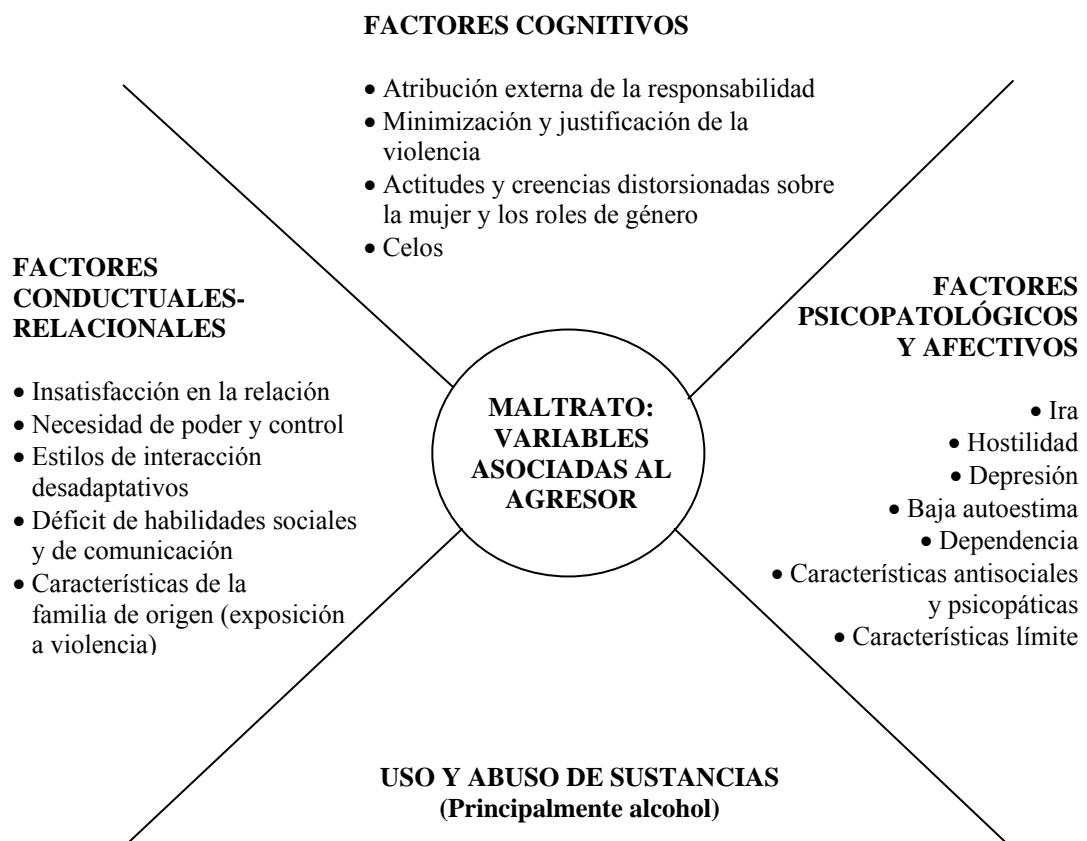 FACTORES COGNITIVOS
• Atribución externa de la responsabilidad
• Minimización y justificación de la
violencia
• Actitudes y creencias distorsionadas sobre
la mujer y los roles de género
• Celos
FACTORES
CONDUCTUALES-
RELACIONALES
• Insatisfacción en la relación
• Necesidad de poder y control
• Estilos de interacción
desadaptativos
• Déficit de habilidades sociales
y de comunicación
• Características de la
familia de origen (exposición
a violencia)
MALTRATO:
VARIABLES
ASOCIADAS AL
AGRESOR
FACTORES
PSICOPATOLÓGICOS
Y AFECTIVOS
• Ira
• Hostilidad
• Depresión
• Baja autoestima
• Dependencia
• Características antisociales
y psicopáticas
• Características límite
USO Y ABUSO DE SUSTANCIAS
(Principalmente alcohol)